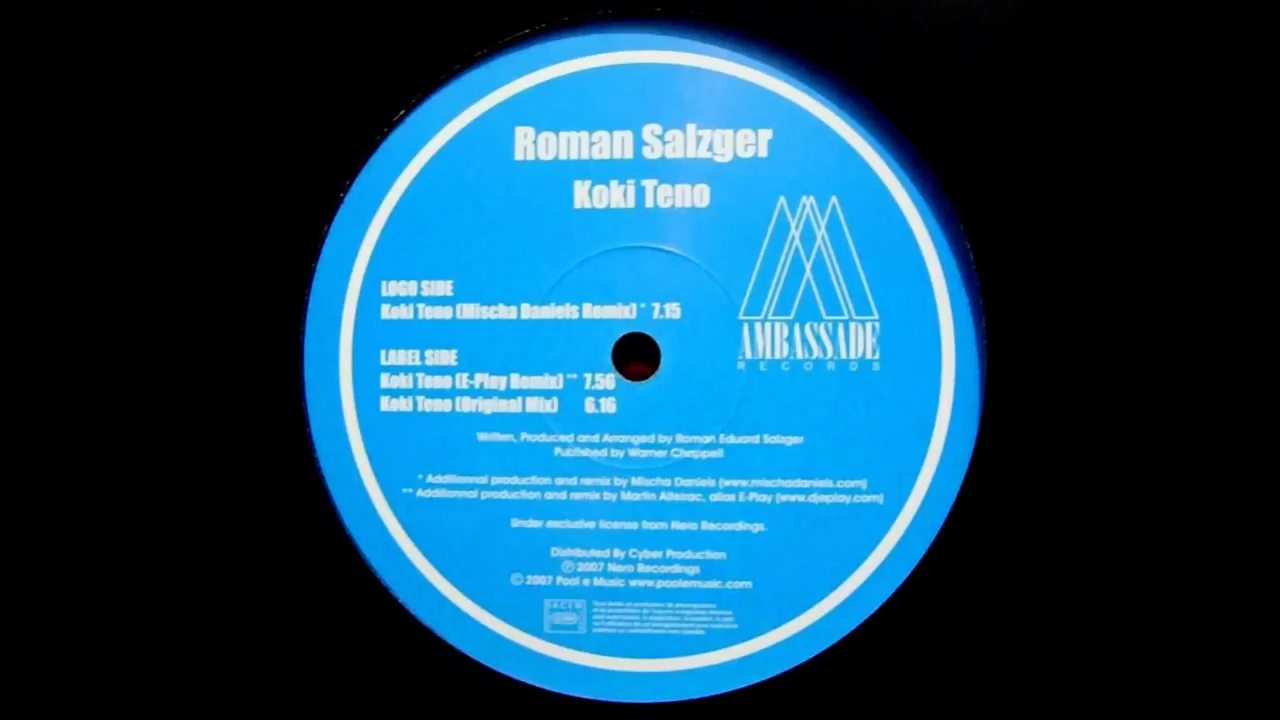 Roman Salzger
Koki Teno
LOGO SIDE
Koki Teno (Mischa Daniels Remix) * 7.15
LABEL SIDE
Koki Teno (E-Play Remix) ** 7.56
Koki Teno (Original Mix) 6.16
AMBASSADE
RECORDS
Written, Produced and Arranged by Roman Eduard Salzger
Published by Warner Chappell
* Additionnal production and remix by Mischa Daniels (www.mischadaniels.com)
** Additionnal production and remix by Martin Alteirac, alias E-Play (www.djeplay.com)
Under exclusive license from Nero Recordings.
Distributed By Cyber Production
℗ 2007 Nero Recordings
© 2007 Pool e Music www.poolemusic.com
SACEM